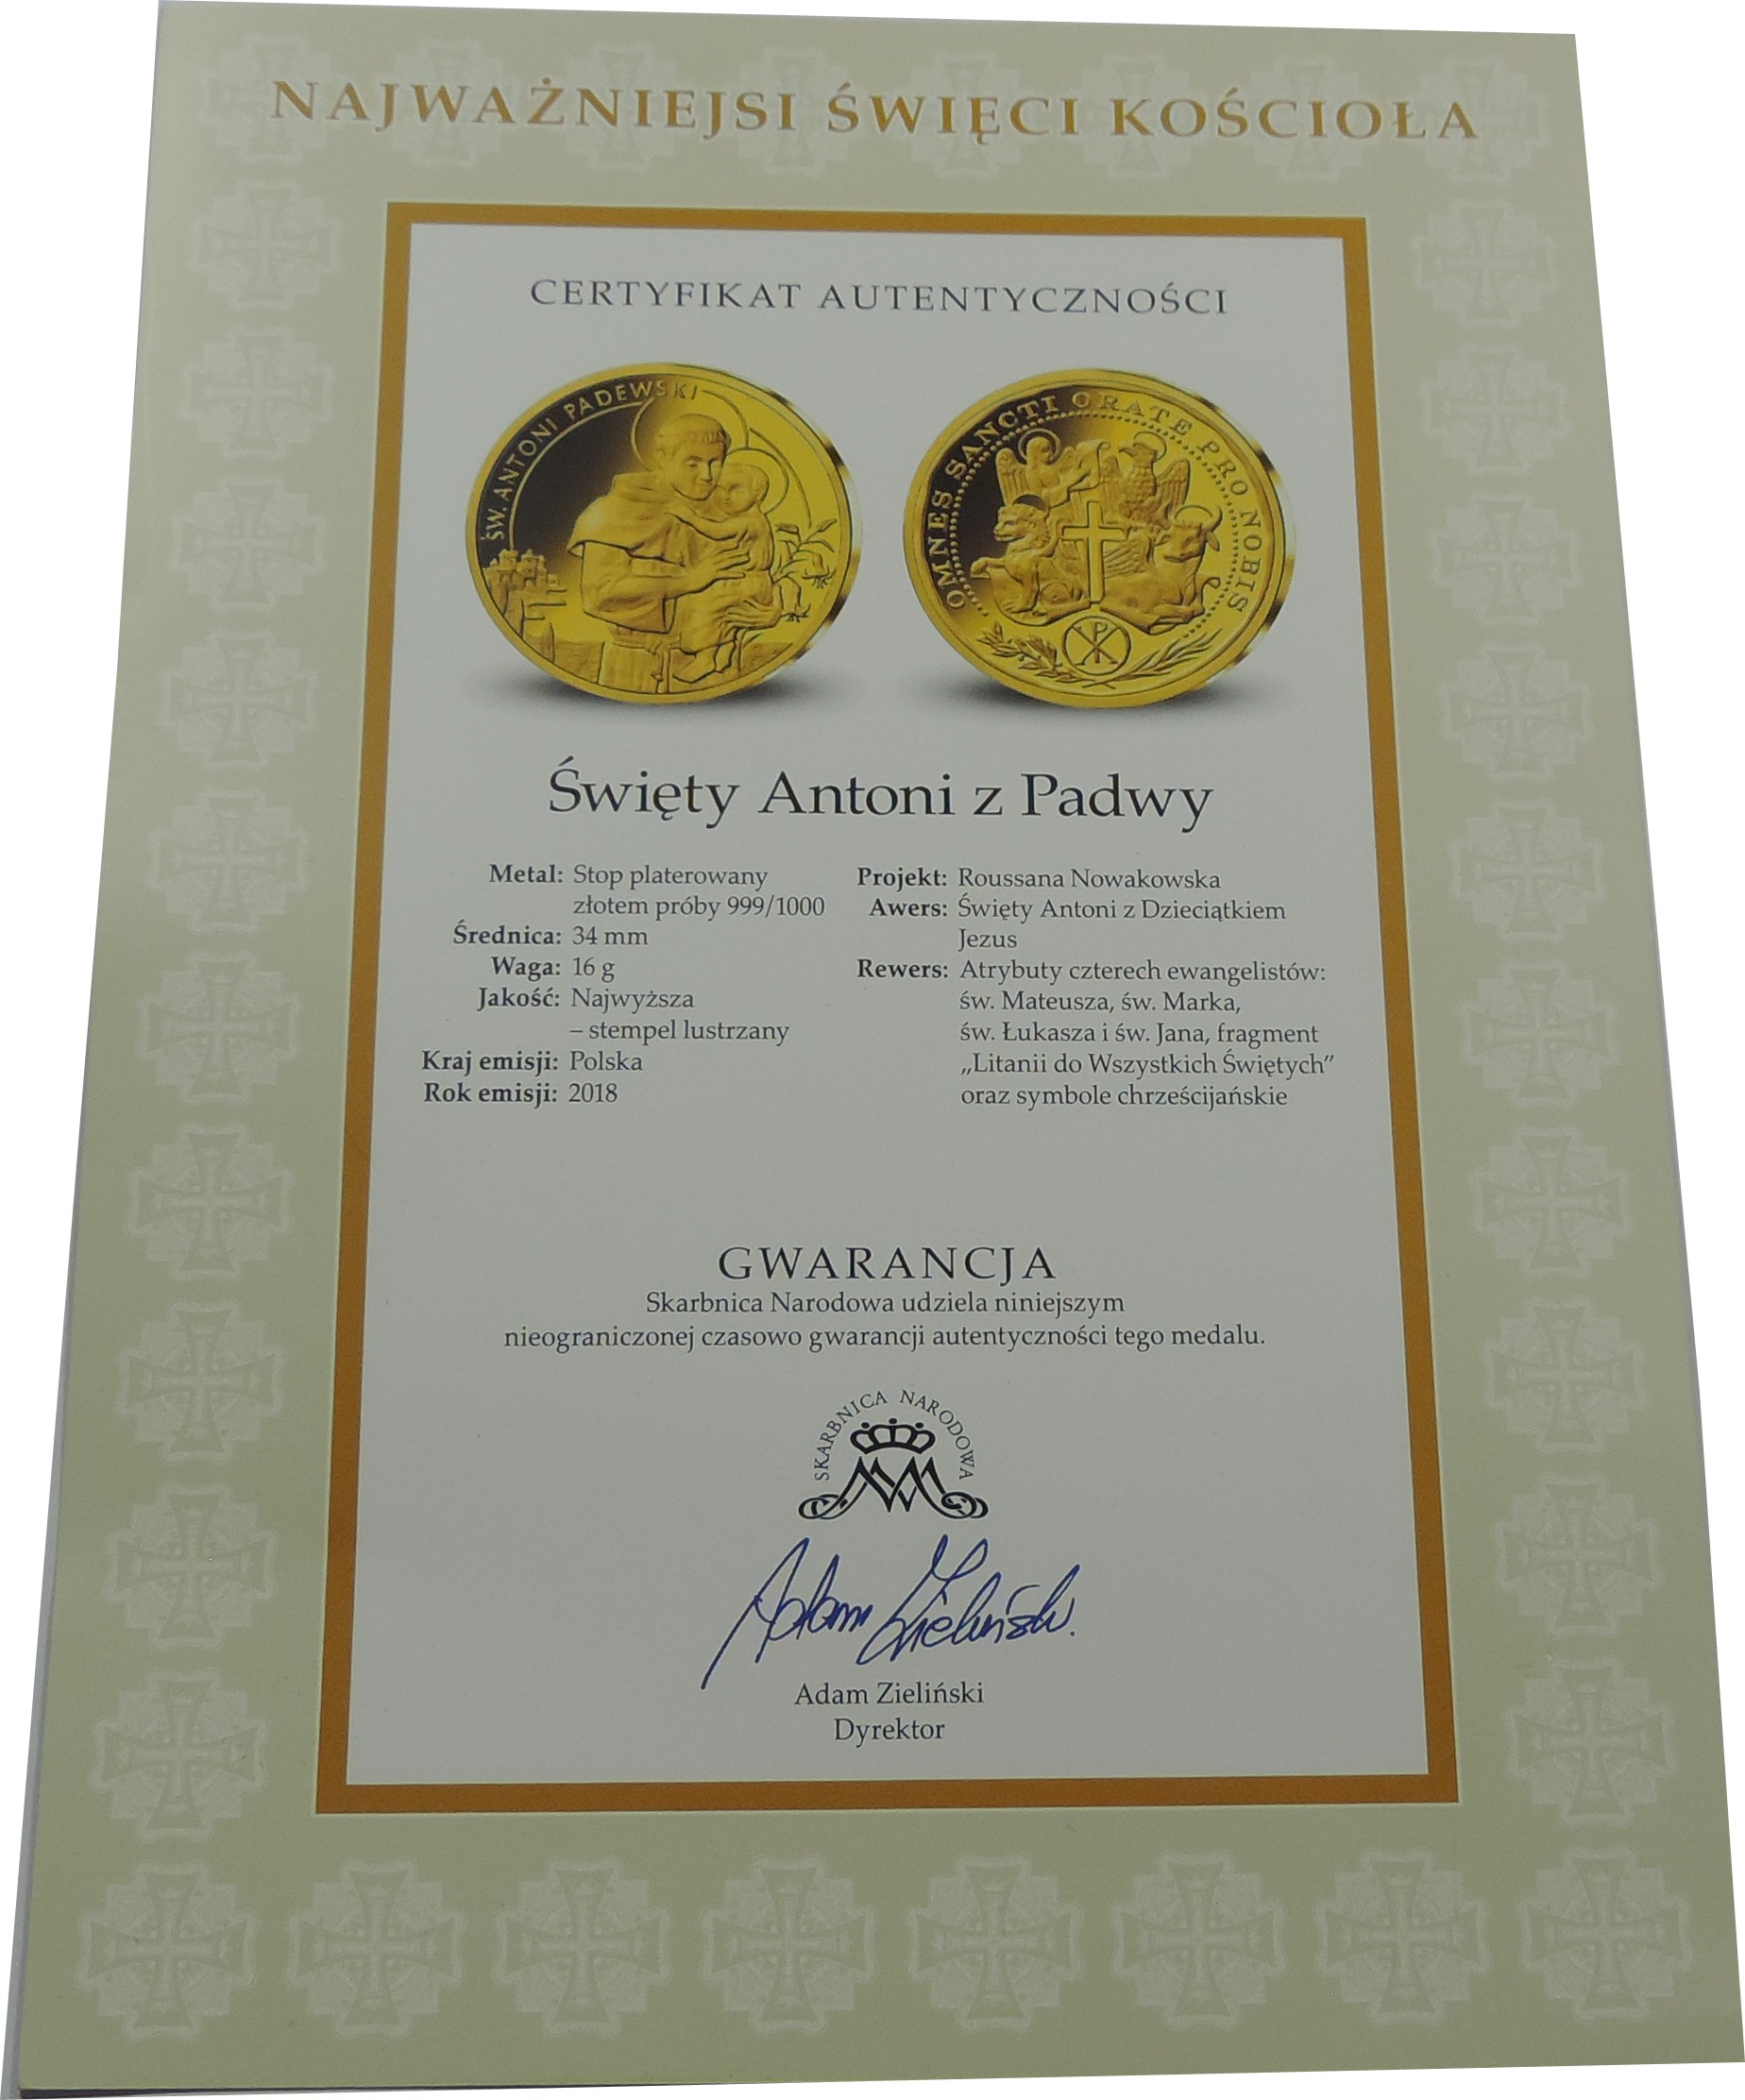 NAJWAŻNIEJSI ŚWIĘCI KOŚCIOŁA
CERTYFIKAT AUTENTYCZNOŚCI
ŚW. ANTONI PADEWSKI
OMNES SANCTI ORATE PRO NOBIS
Święty Antoni z Padwy
Metal: Stop platerowany
złotem próby 999/1000
Średnica: 34 mm
Waga: 16 g
Jakość: Najwyższa
– stempel lustrzany
Kraj emisji: Polska
Rok emisji: 2018
Projekt: Roussana Nowakowska
Awers: Święty Antoni z Dzieciątkiem
Jezus
Rewers: Atrybuty czterech ewangelistów:
św. Mateusza, św. Marka,
św. Łukasza i św. Jana, fragment
„Litanii do Wszystkich Świętych”
oraz symbole chrześcijańskie
GWARANCJA
Skarbnica Narodowa udziela niniejszym
nieograniczonej czasowo gwarancji autentyczności tego medalu.
SKARBNICA NARODOWA
Adam Zieliński
Adam Zieliński
Dyrektor